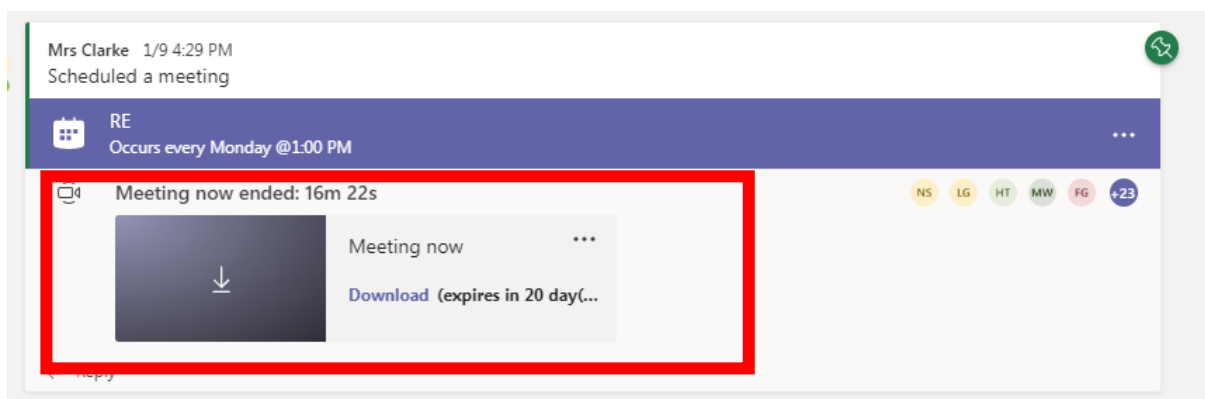 Mrs Clarke 1/9 4:29 PM
Scheduled a meeting
RE
Occurs every Monday @1:00 PM
Meeting now ended: 16m 22s
NS LG HT MW FG +23
Meeting now
Download (expires in 20 day(...